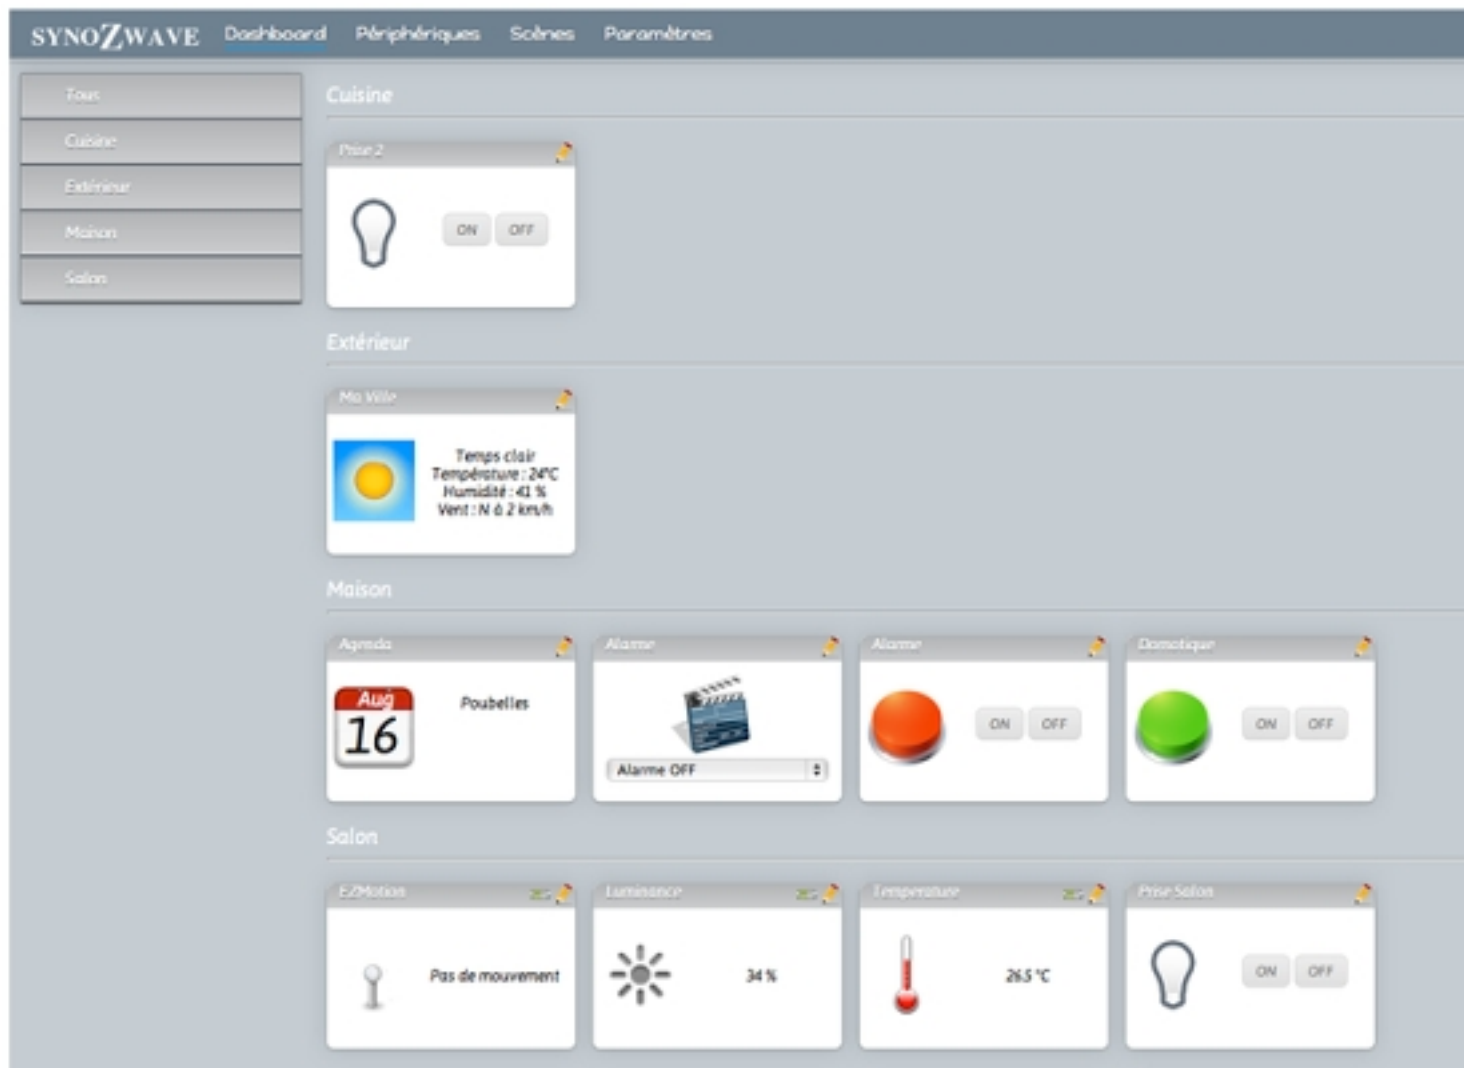 SYNOZWAVE Dashboard Périphériques Scènes Paramètres
Tous
Cuisine
Extérieur
Maison
Salon
Cuisine
Prise 2
ON OFF
Extérieur
Ma Ville
Temps clair
Température : 24°C
Humidité : 41 %
Vent : N à 2 km/h
Maison
Agenda
Aug
16
Poubelles
Alarme
Alarme OFF
Alarme
ON OFF
Domotique
ON OFF
Salon
EZMotion
Pas de mouvement
Luminance
34 %
Temperature
26.5 °C
Prise Salon
ON OFF